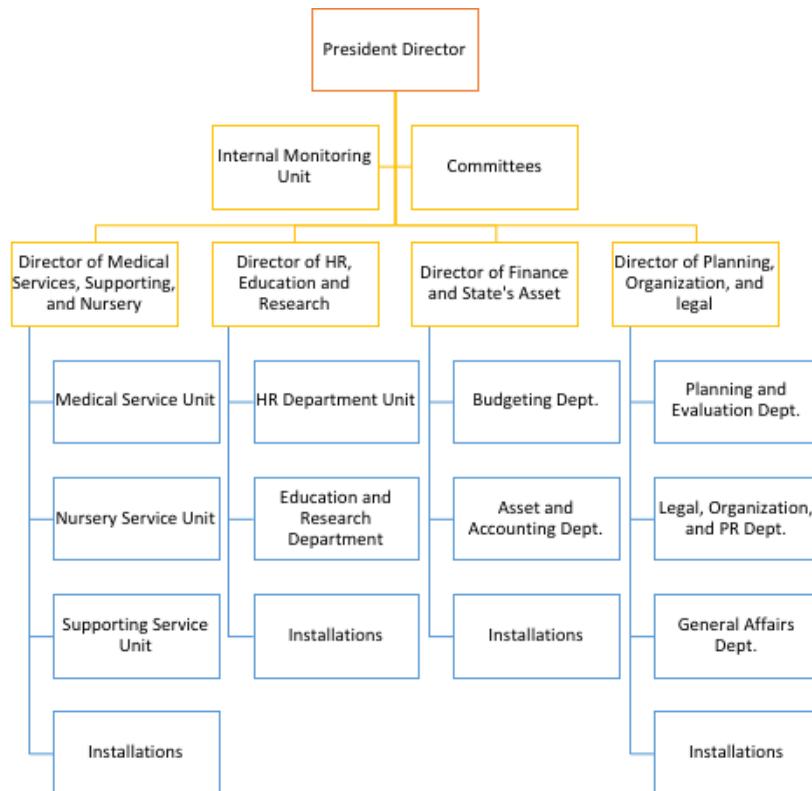 President Director
Internal Monitoring
Unit
Committees
Director of Medical
Services, Supporting,
and Nursery
Director of HR,
Education and
Research
Director of Finance
and State's Asset
Director of Planning,
Organization, and
legal
Medical Service Unit
HR Department Unit
Budgeting Dept.
Planning and
Evaluation Dept.
Nursery Service Unit
Education and
Research
Department
Asset and
Accounting Dept.
Legal, Organization,
and PR Dept.
Supporting Service
Unit
Installations
Installations
General Affairs
Dept.
Installations
Installations